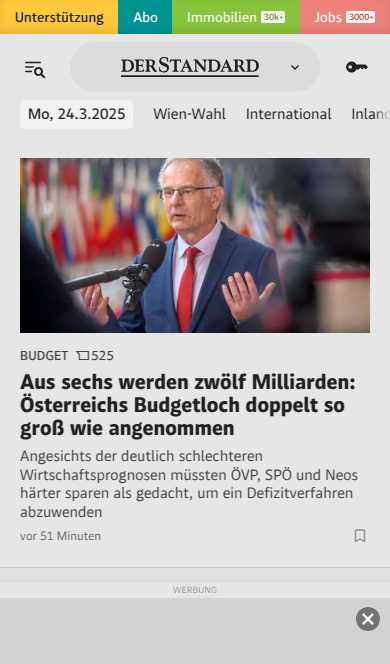 Unterstützung Abo Immobilien 30k+ Jobs 3000+
DERSTANDARD
Mo, 24.3.2025 Wien-Wahl International Inland
BUDGET 525
Aus sechs werden zwölf Milliarden:
Österreichs Budgetloch doppelt so
groß wie angenommen
Angesichts der deutlich schlechteren
Wirtschaftsprognosen müssten ÖVP, SPÖ und Neos
härter sparen als gedacht, um ein Defizitverfahren
abzuwenden
vor 51 Minuten
WERBUNG